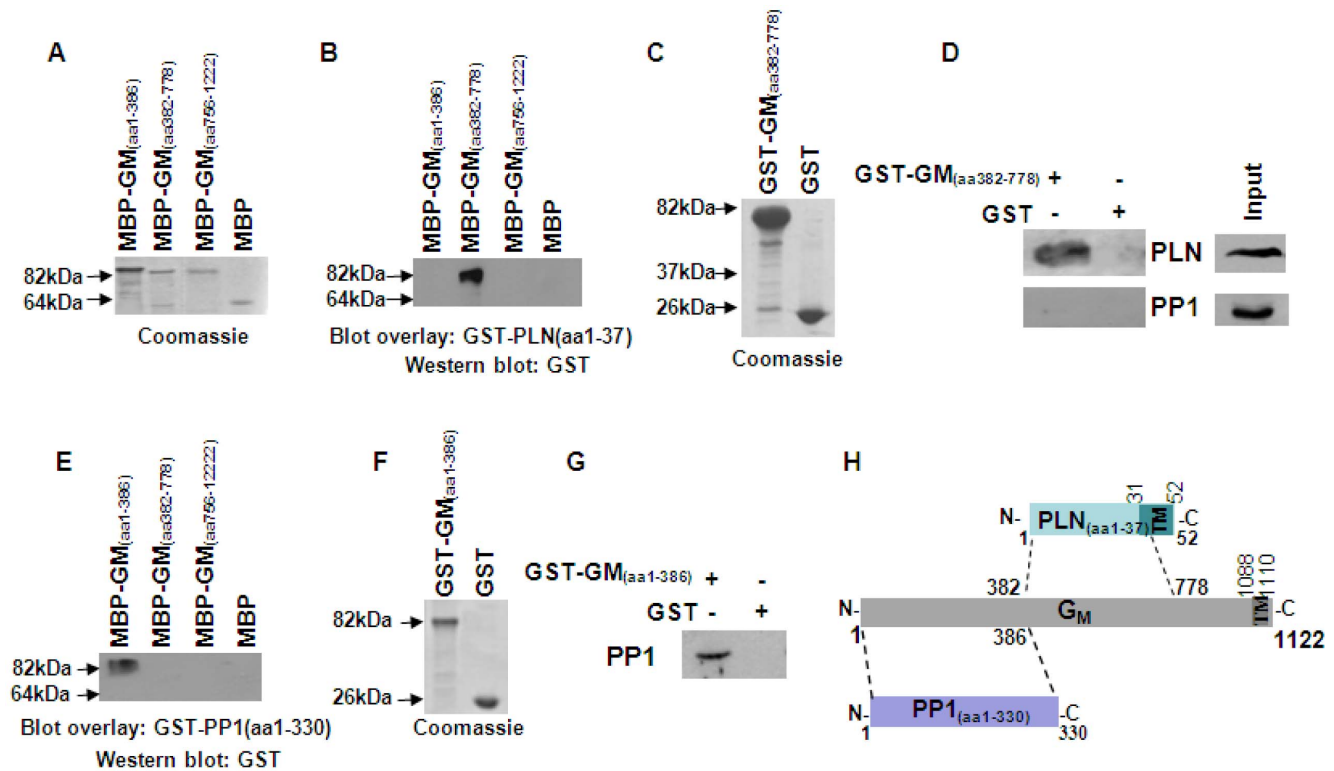 A
MBP-GM(aa1-386)
MBP-GM(aa382-778)
MBP-GM(aa756-1222)
MBP
82kDa
64kDa
Coomassie
B
MBP-GM(aa1-386)
MBP-GM(aa382-778)
MBP-GM(aa756-1222)
MBP
82kDa
64kDa
Blot overlay: GST-PLN(aa1-37)
Western blot: GST
C
GST-GM(aa382-778)
GST
82kDa
37kDa
26kDa
Coomassie
D
GST-GM(aa382-778) + -
GST - +
Input
PLN
PP1
E
MBP-GM(aa1-386)
MBP-GM(aa382-778)
MBP-GM(aa756-12222)
MBP
82kDa
64kDa
Blot overlay: GST-PP1(aa1-330)
Western blot: GST
F
GST-GM(aa1-386)
GST
82kDa
26kDa
Coomassie
G
GST-GM(aa1-386) + -
GST - +
PP1
H
31
52
N- PLN(aa1-37) TM -C
1 52
382 778 1088 1110
N- GM TM -C
1 386 1122
N- PP1(aa1-330) -C
1 330